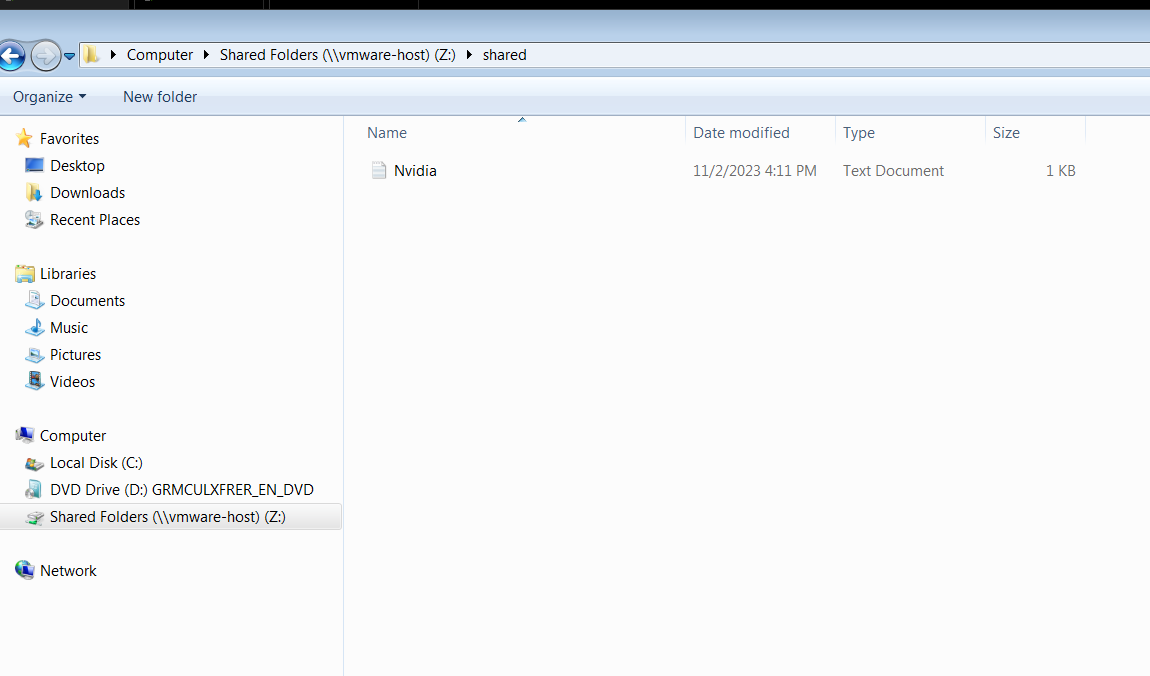 Computer Shared Folders (\\vmware-host) (Z:) shared
Organize New folder
Favorites
Desktop
Downloads
Recent Places
Libraries
Documents
Music
Pictures
Videos
Computer
Local Disk (C:)
DVD Drive (D:) GRMCULXFRER_EN_DVD
Shared Folders (\\vmware-host) (Z:)
Network
Name Date modified Type Size
Nvidia 11/2/2023 4:11 PM Text Document 1 KB